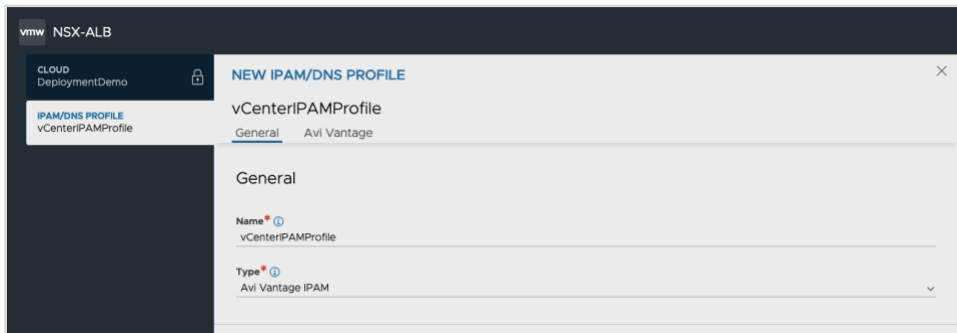 vmw NSX-ALB
CLOUD
DeploymentDemo
IPAM/DNS PROFILE
vCenterIPAMProfile
NEW IPAM/DNS PROFILE
vCenterIPAMProfile
General Avi Vantage
General
Name*
vCenterIPAMProfile
Type*
Avi Vantage IPAM